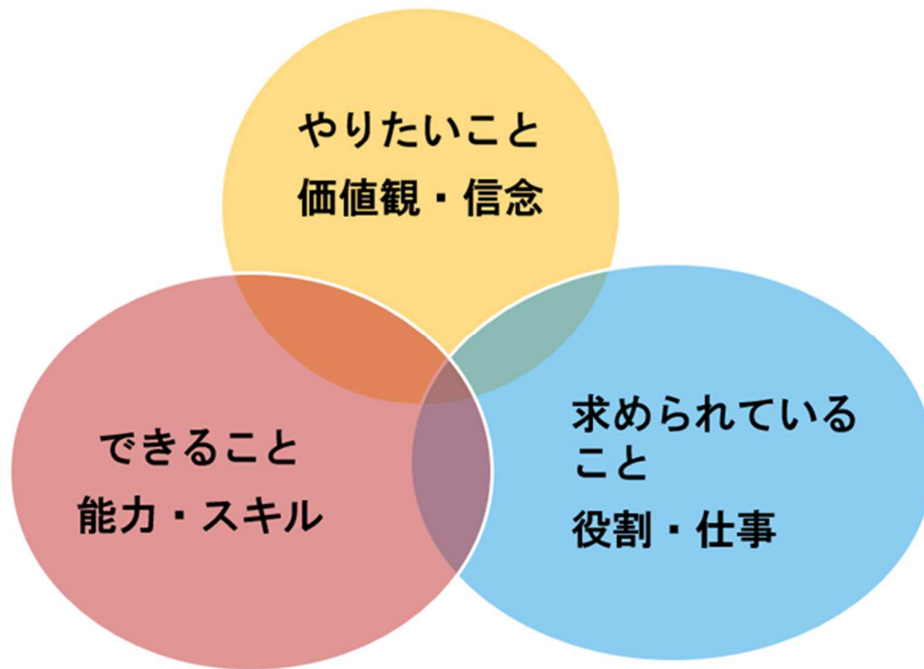 やりたいこと
価値観・信念
できること
能力・スキル
求められている
こと
役割・仕事